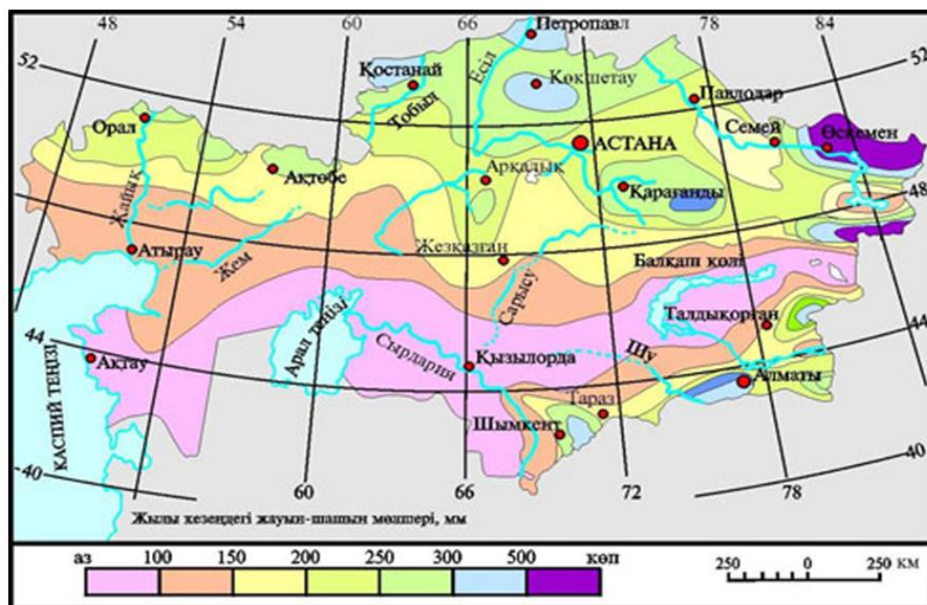 48 54 60 66 72 78 84
Петропавл
52
52
Қостанай
Есіл
Көкшетау
Тобыл
Павлодар
Орал
АСТАНА
Семей
Өскемен
Ақтөбе
Арқалық
Қарағанды
48
Жайық
Атырау
Жем
Жезқазған
Балқаш көлі
Сарысу
Талдықорған
44
44
Арал теңізі
Сырдария
Қызылорда
Шу
Ақтау
Алматы
КАСПИЙ ТЕҢІЗІ
Тараз
Шымкент
40
40
60 66 72 78
Жылы кезеңдегі жауын-шашын мөлшері, мм
аз 100 150 200 250 300 500 көп
250 0 250 км